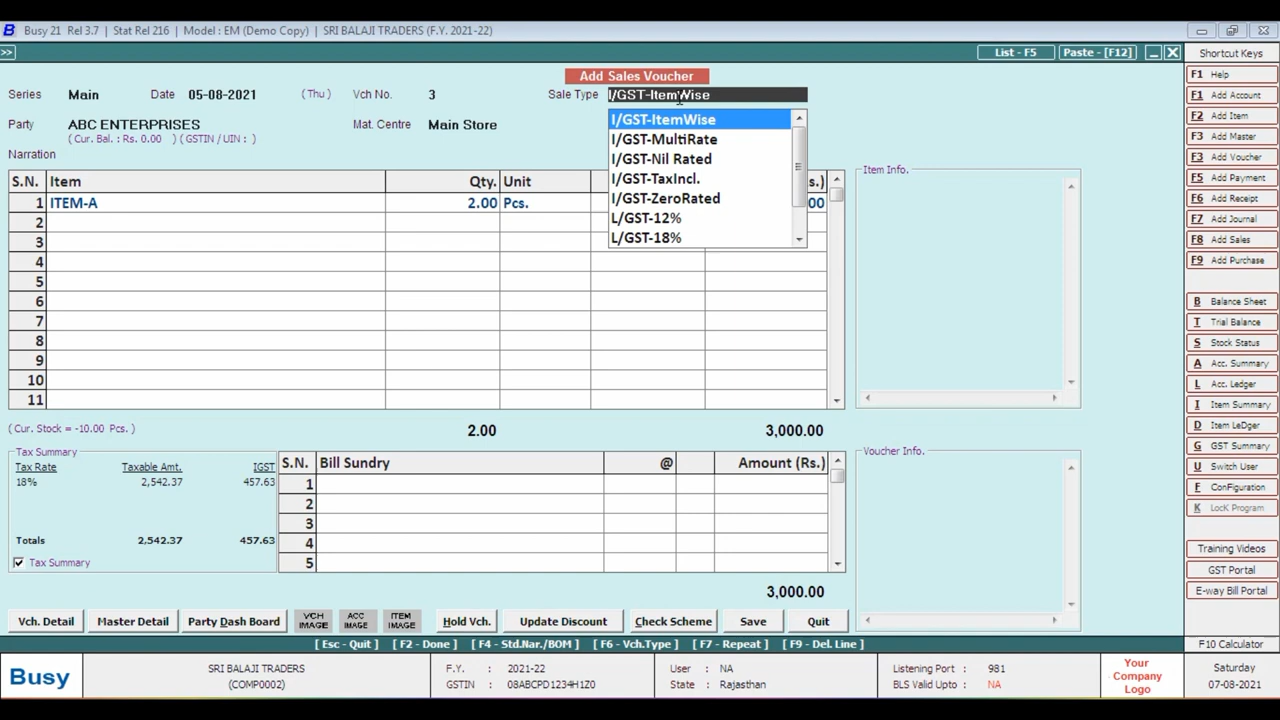 Busy 21 Rel 3.7 | Stat Rel 216 | Model : EM (Demo Copy) | SRI BALAJI TRADERS (F.Y. 2021-22)
>> List - F5 Paste - [F12] Shortcut Keys
Add Sales Voucher
Series Main Date 05-08-2021 (Thu) Vch No. 3 Sale Type I/GST-ItemWise
Party ABC ENTERPRISES Mat. Centre Main Store
(Cur. Bal. : Rs. 0.00 ) (GSTIN / UIN : )
Narration
I/GST-ItemWise
I/GST-MultiRate
I/GST-Nil Rated
I/GST-TaxIncl.
I/GST-ZeroRated
L/GST-12%
L/GST-18%
S.N. Item Qty. Unit s.)
1 ITEM-A 2.00 Pcs. 00
2
3
4
5
6
7
8
9
10
11
Item Info.
( Cur. Stock = -10.00 Pcs. ) 2.00 3,000.00
Tax Summary
Tax Rate Taxable Amt. IGST
18% 2,542.37 457.63
Totals 2,542.37 457.63
Tax Summary
S.N. Bill Sundry @ Amount (Rs.)
1
2
3
4
5
3,000.00
Voucher Info.
Vch. Detail Master Detail Party Dash Board VCH IMAGE ACC IMAGE ITEM IMAGE Hold Vch. Update Discount Check Scheme Save Quit
[ Esc - Quit ] [ F2 - Done ] [ F4 - Std.Nar./BOM ] [ F6 - Vch.Type ] [ F7 - Repeat ] [ F9 - Del. Line ]
F1 Help
F1 Add Account
F2 Add Item
F3 Add Master
F3 Add Voucher
F5 Add Payment
F6 Add Receipt
F7 Add Journal
F8 Add Sales
F9 Add Purchase
B Balance Sheet
T Trial Balance
S Stock Status
A Acc. Summary
L Acc. Ledger
I Item Summary
D Item LeDger
G GST Summary
U Switch User
F ConFiguration
K LocK Program
Training Videos
GST Portal
E-way Bill Portal
F10 Calculator
Busy
SRI BALAJI TRADERS
(COMP0002)
F.Y. : 2021-22
GSTIN : 08ABCPD1234H1Z0
User : NA
State : Rajasthan
Listening Port : 981
BLS Valid Upto : NA
Your
Company
Logo
Saturday
07-08-2021